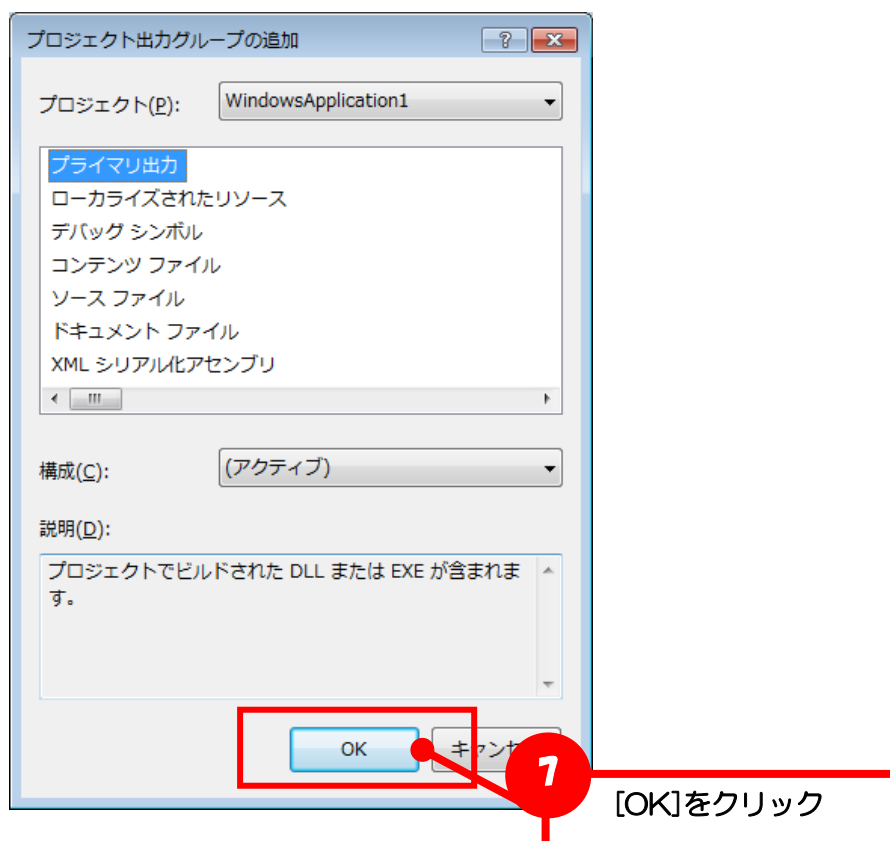 プロジェクト出力グループの追加
プロジェクト(P): WindowsApplication1
プライマリ出力
ローカライズされたリソース
デバッグ シンボル
コンテンツ ファイル
ソース ファイル
ドキュメント ファイル
XML シリアル化アセンブリ
構成(C): (アクティブ)
説明(D):
プロジェクトでビルドされた DLL または EXE が含まれま
す。
OK
1
[OK]をクリック